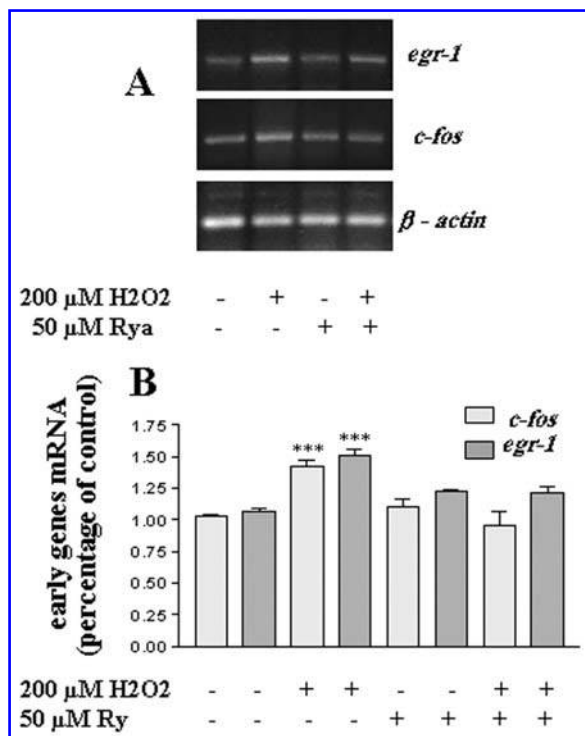 egr-1
A
c-fos
β - actin
200 µM H2O2 - + - +
50 µM Rya - - + +
B
early genes mRNA
(percentage of control)
1.75
1.50
1.25
1.00
0.75
0.50
0.25
0.00
*** ***
c-fos
egr-1
200 µM H2O2 - - + + - - + +
50 µM Ry - - - - + + + +